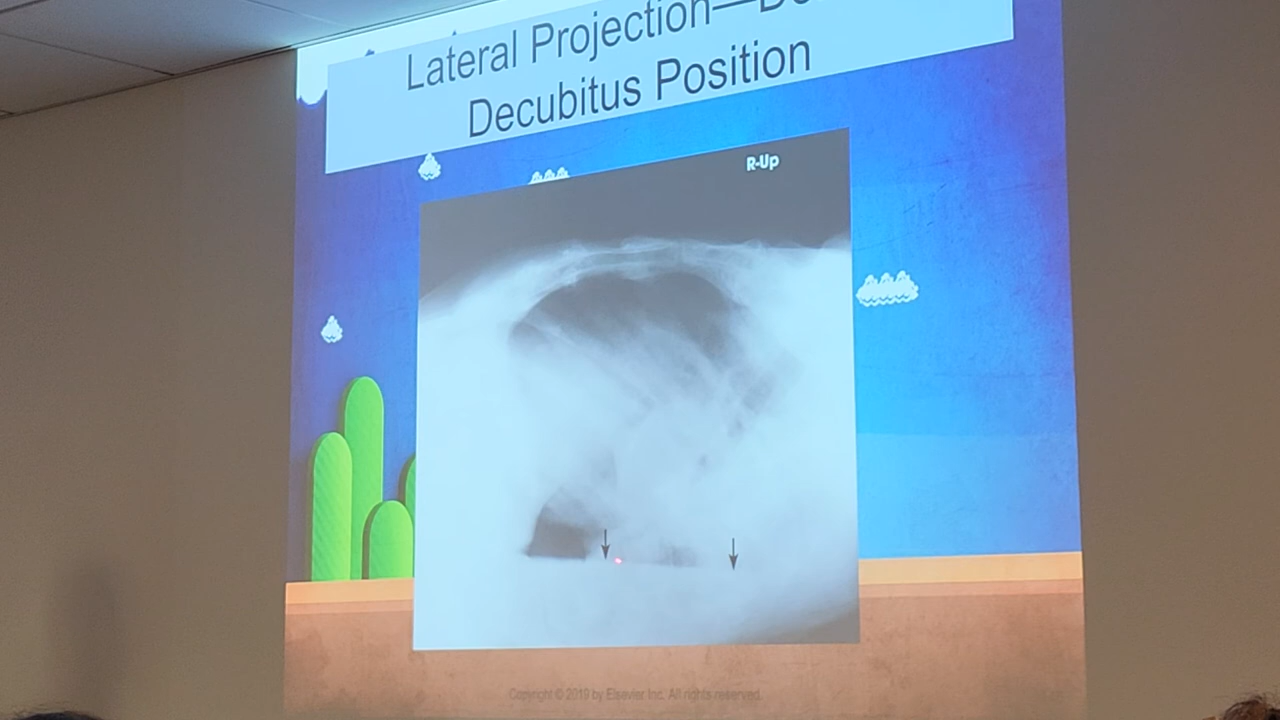 Lateral Projection—
Decubitus Position
R-Up
Copyright © 2019 by Elsevier Inc. All rights reserved.